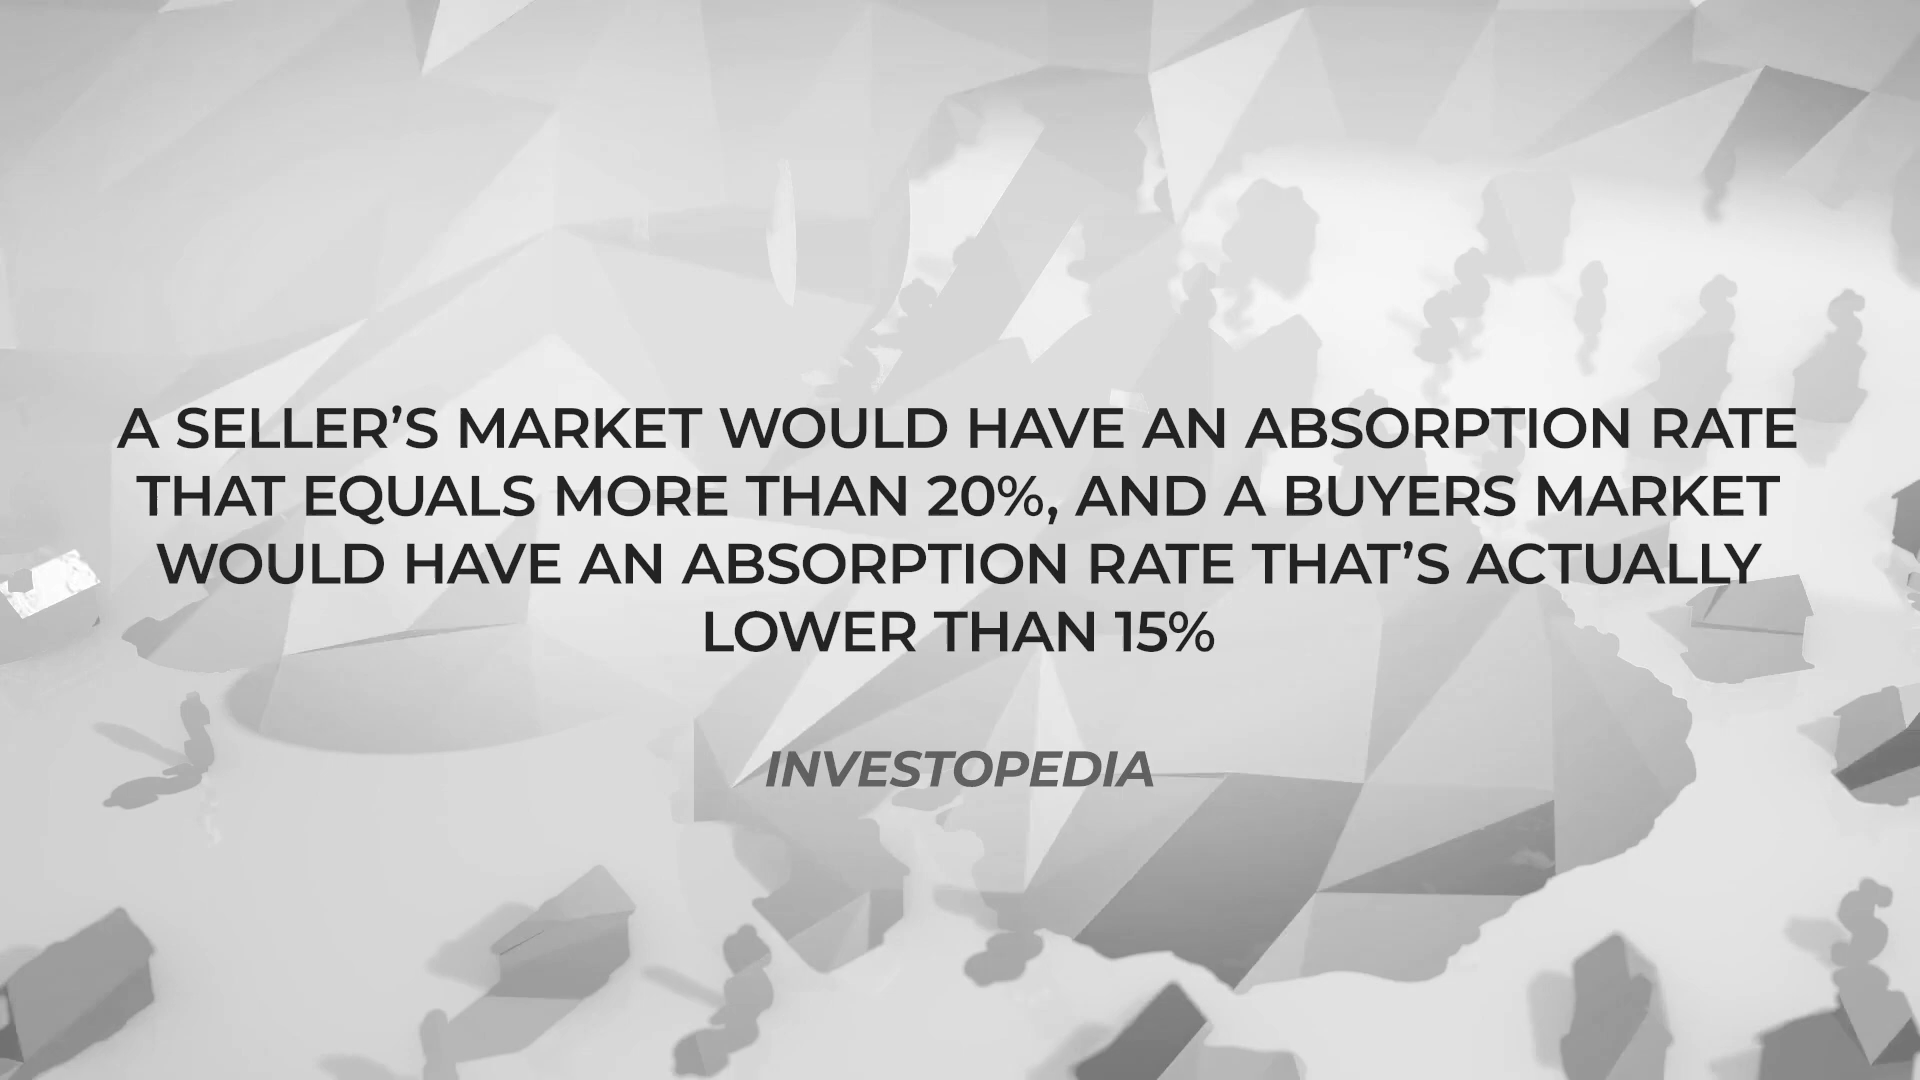 A SELLER’S MARKET WOULD HAVE AN ABSORPTION RATE
THAT EQUALS MORE THAN 20%, AND A BUYERS MARKET
WOULD HAVE AN ABSORPTION RATE THAT’S ACTUALLY
LOWER THAN 15%
INVESTOPEDIA